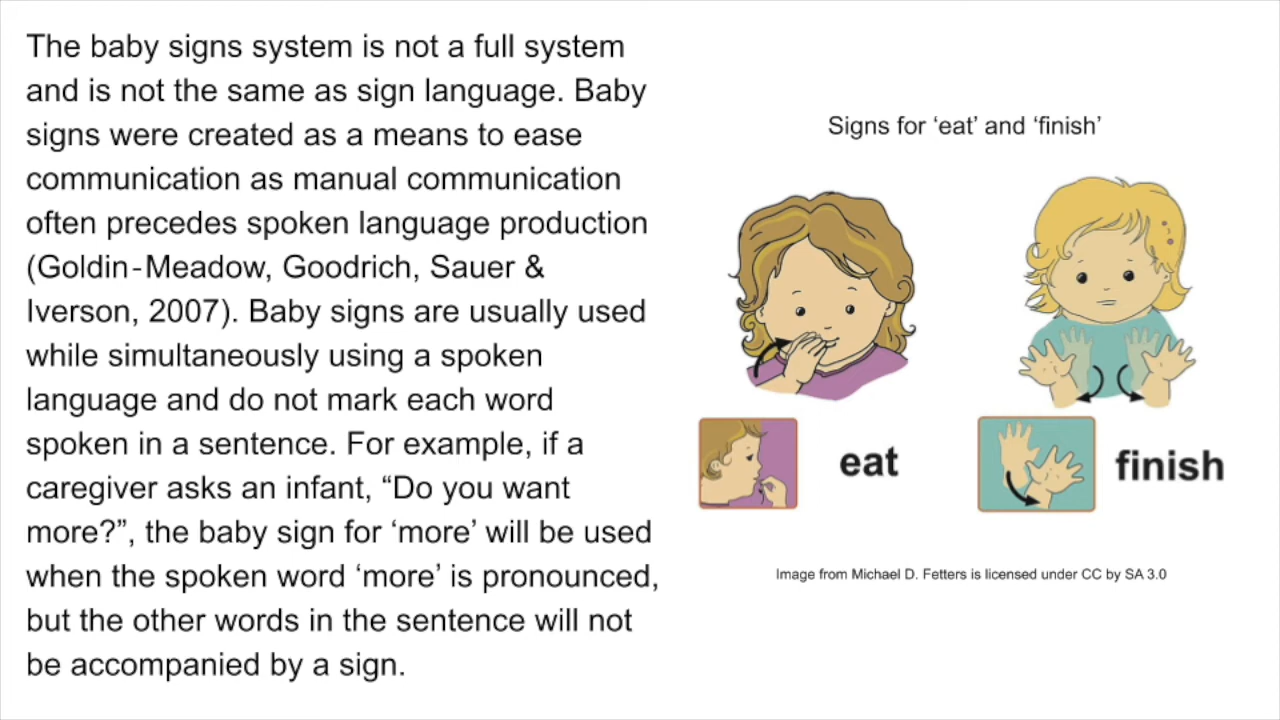 The baby signs system is not a full system
and is not the same as sign language. Baby
signs were created as a means to ease
communication as manual communication
often precedes spoken language production
(Goldin-Meadow, Goodrich, Sauer &
Iverson, 2007). Baby signs are usually used
while simultaneously using a spoken
language and do not mark each word
spoken in a sentence. For example, if a
caregiver asks an infant, “Do you want
more?”, the baby sign for ‘more’ will be used
when the spoken word ‘more’ is pronounced,
but the other words in the sentence will not
be accompanied by a sign.
Signs for ‘eat’ and ‘finish’
eat
finish
Image from Michael D. Fetters is licensed under CC by SA 3.0